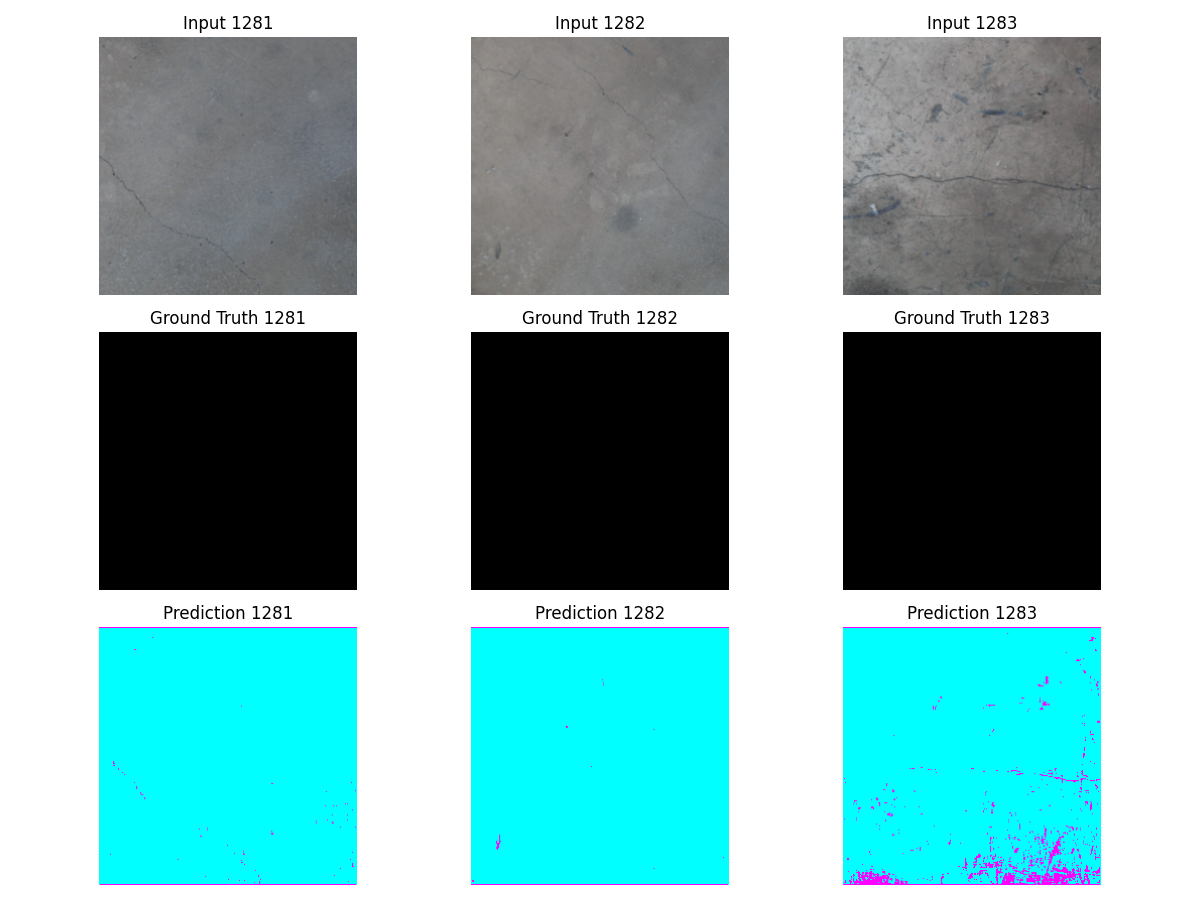 Input 1281
Input 1282
Input 1283
Ground Truth 1281
Ground Truth 1282
Ground Truth 1283
Prediction 1281
Prediction 1282
Prediction 1283